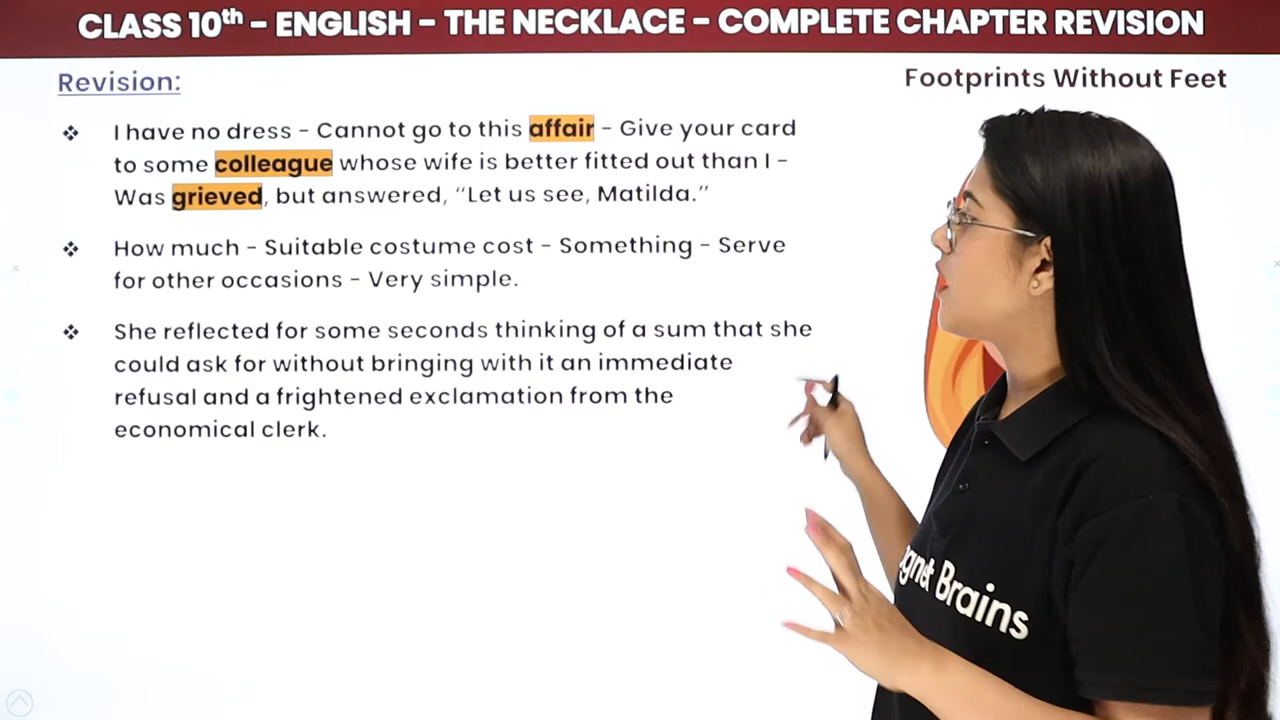 CLASS 10th – ENGLISH – THE NECKLACE – COMPLETE CHAPTER REVISION
Revision:
Footprints Without Feet
❖ I have no dress – Cannot go to this affair – Give your card
to some colleague whose wife is better fitted out than I –
Was grieved, but answered, “Let us see, Matilda.”
❖ How much – Suitable costume cost – Something – Serve
for other occasions – Very simple.
❖ She reflected for some seconds thinking of a sum that she
could ask for without bringing with it an immediate
refusal and a frightened exclamation from the
economical clerk.
Brains